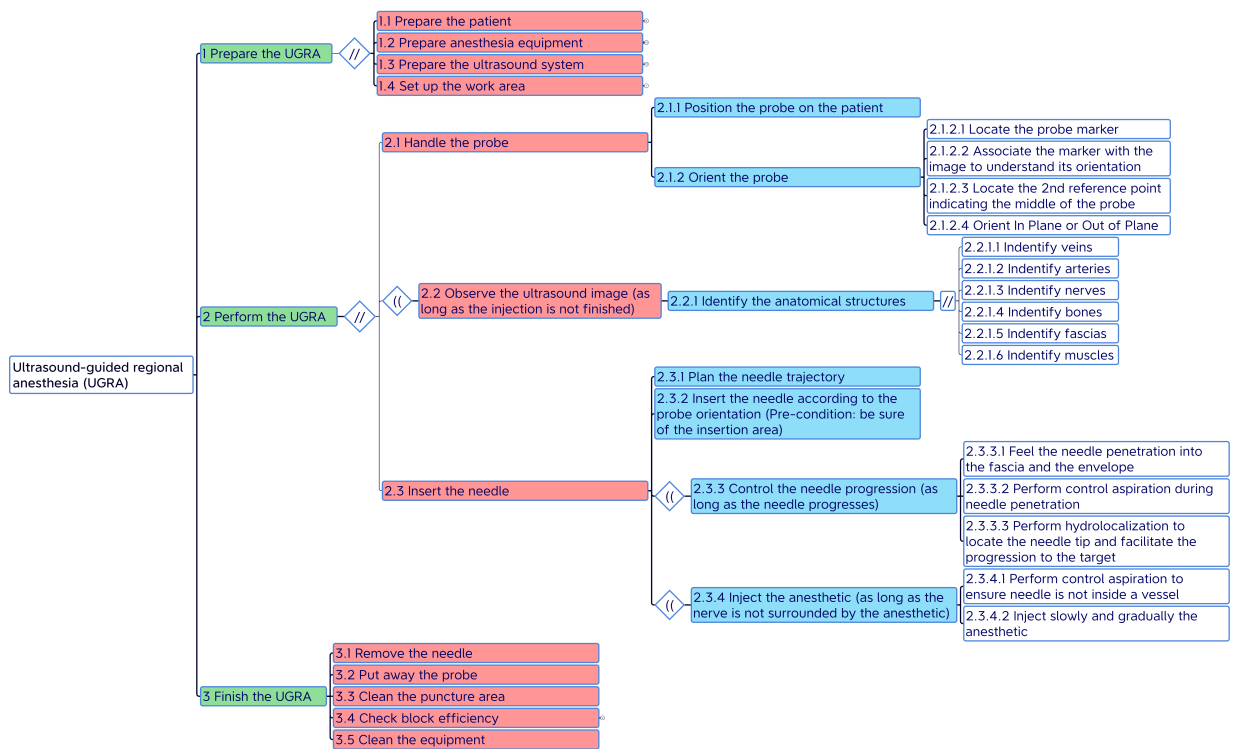 Ultrasound-guided regional
anesthesia (UGRA)
1 Prepare the UGRA
//
1.1 Prepare the patient
1.2 Prepare anesthesia equipment
1.3 Prepare the ultrasound system
1.4 Set up the work area
2 Perform the UGRA
//
2.1 Handle the probe
2.1.1 Position the probe on the patient
2.1.2 Orient the probe
2.1.2.1 Locate the probe marker
2.1.2.2 Associate the marker with the
image to understand its orientation
2.1.2.3 Locate the 2nd reference point
indicating the middle of the probe
2.1.2.4 Orient In Plane or Out of Plane
((
2.2 Observe the ultrasound image (as
long as the injection is not finished)
2.2.1 Identify the anatomical structures
//
2.2.1.1 Indentify veins
2.2.1.2 Indentify arteries
2.2.1.3 Indentify nerves
2.2.1.4 Indentify bones
2.2.1.5 Indentify fascias
2.2.1.6 Indentify muscles
2.3 Insert the needle
2.3.1 Plan the needle trajectory
2.3.2 Insert the needle according to the
probe orientation (Pre-condition: be sure
of the insertion area)
((
2.3.3 Control the needle progression (as
long as the needle progresses)
2.3.3.1 Feel the needle penetration into
the fascia and the envelope
2.3.3.2 Perform control aspiration during
needle penetration
2.3.3.3 Perform hydrolocalization to
locate the needle tip and facilitate the
progression to the target
((
2.3.4 Inject the anesthetic (as long as the
nerve is not surrounded by the anesthetic)
2.3.4.1 Perform control aspiration to
ensure needle is not inside a vessel
2.3.4.2 Inject slowly and gradually the
anesthetic
3 Finish the UGRA
3.1 Remove the needle
3.2 Put away the probe
3.3 Clean the puncture area
3.4 Check block efficiency
3.5 Clean the equipment